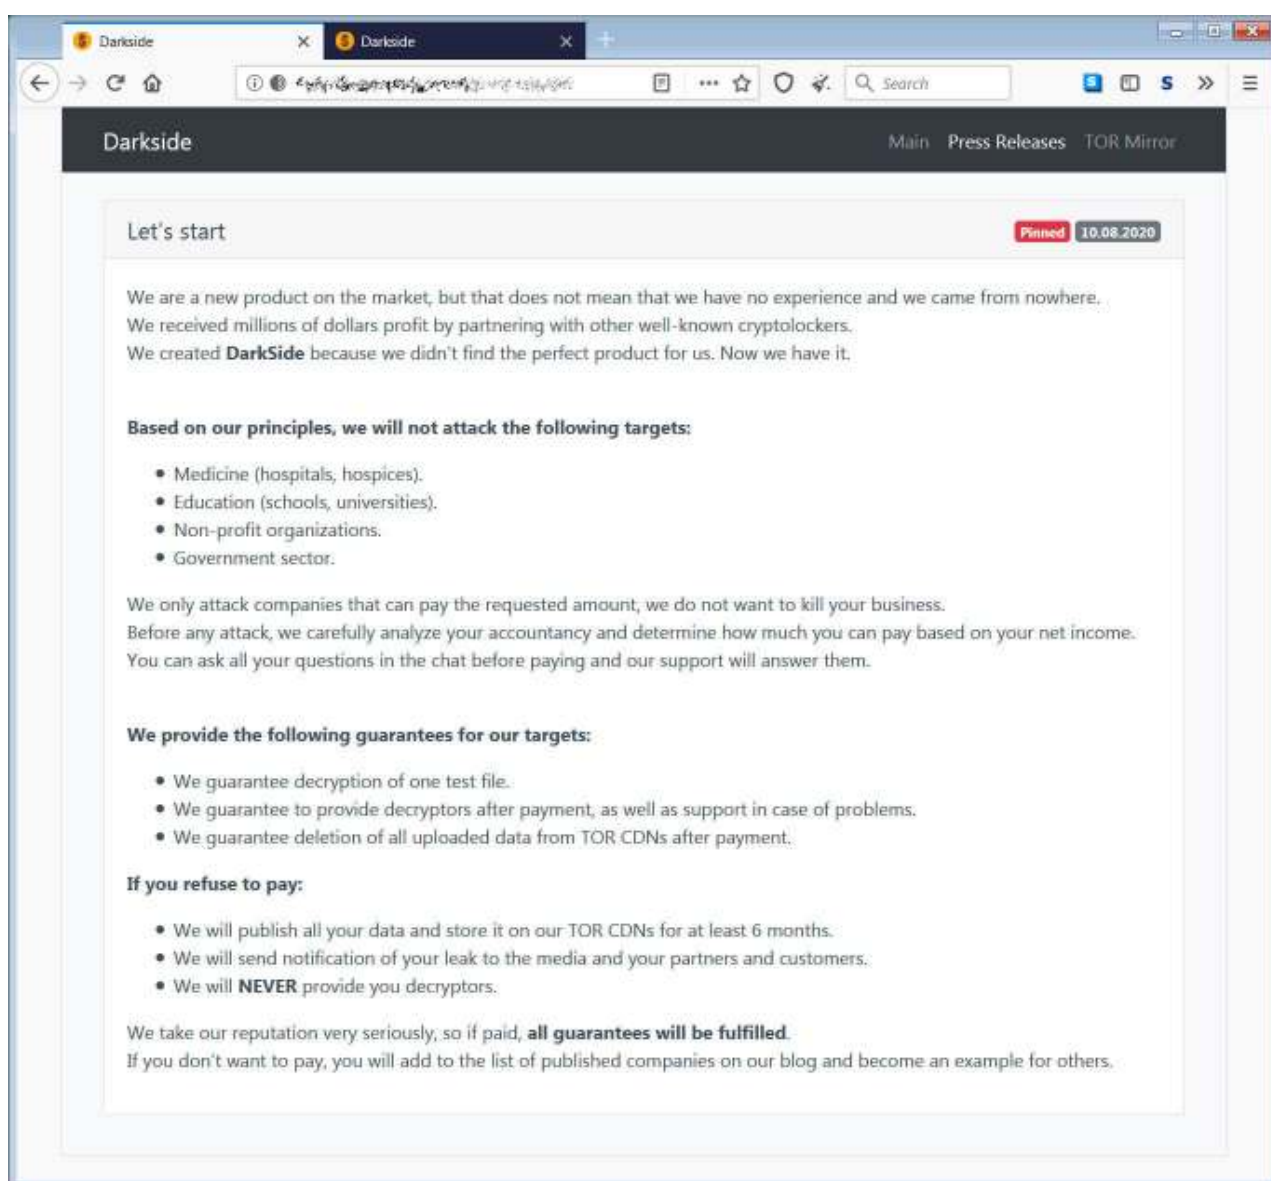 Darkside
Darkside
Search
Darkside
Main Press Releases TOR Mirror
Let's start
Pinned 10.08.2020
We are a new product on the market, but that does not mean that we have no experience and we came from nowhere.
We received millions of dollars profit by partnering with other well-known cryptolockers.
We created DarkSide because we didn't find the perfect product for us. Now we have it.
Based on our principles, we will not attack the following targets:
• Medicine (hospitals, hospices).
• Education (schools, universities).
• Non-profit organizations.
• Government sector.
We only attack companies that can pay the requested amount, we do not want to kill your business.
Before any attack, we carefully analyze your accountancy and determine how much you can pay based on your net income.
You can ask all your questions in the chat before paying and our support will answer them.
We provide the following guarantees for our targets:
• We guarantee decryption of one test file.
• We guarantee to provide decryptors after payment, as well as support in case of problems.
• We guarantee deletion of all uploaded data from TOR CDNs after payment.
If you refuse to pay:
• We will publish all your data and store it on our TOR CDNs for at least 6 months.
• We will send notification of your leak to the media and your partners and customers.
• We will NEVER provide you decryptors.
We take our reputation very seriously, so if paid, all guarantees will be fulfilled.
If you don't want to pay, you will add to the list of published companies on our blog and become an example for others.